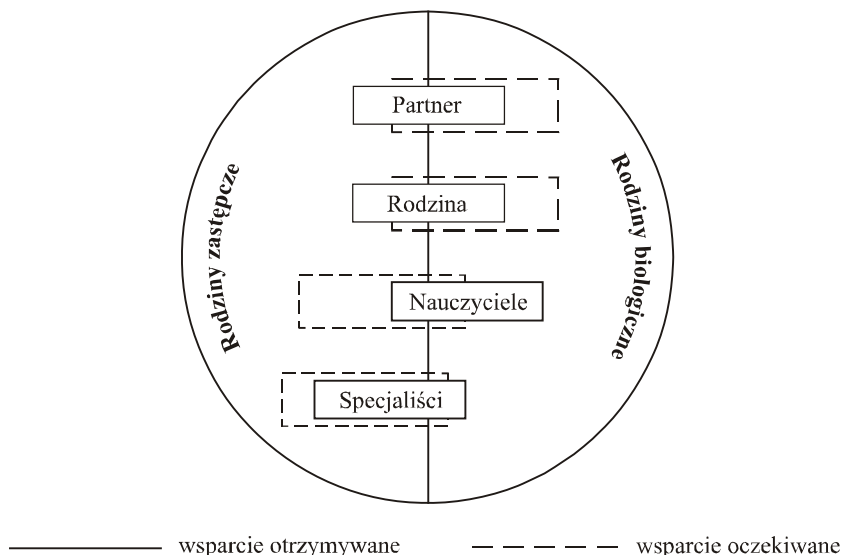 Partner
Rodzina
Rodziny zastępcze
Rodziny biologiczne
Nauczyciele
Specjaliści
wsparcie otrzymywane
wsparcie oczekiwane